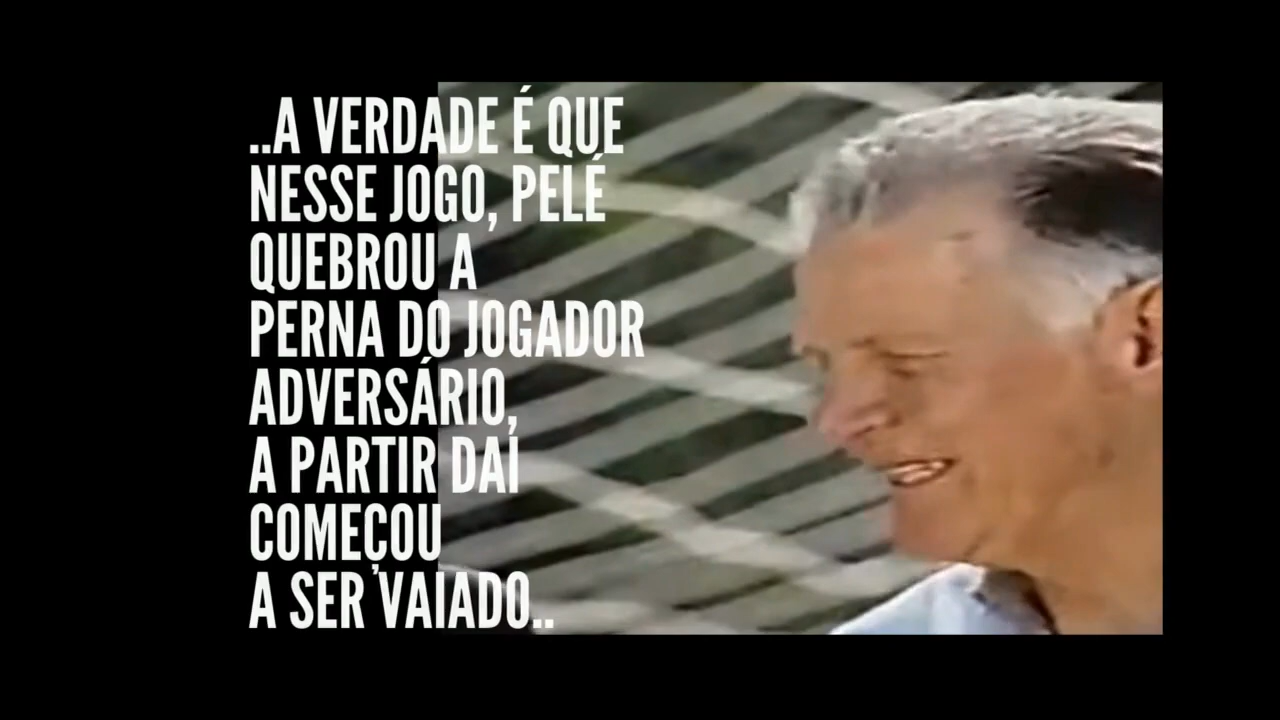 ..A VERDADE É QUE
NESSE JOGO, PELÉ
QUEBROU A
PERNA DO JOGADOR
ADVERSÁRIO,
A PARTIR DAÍ
COMEÇOU
A SER VAIADO..